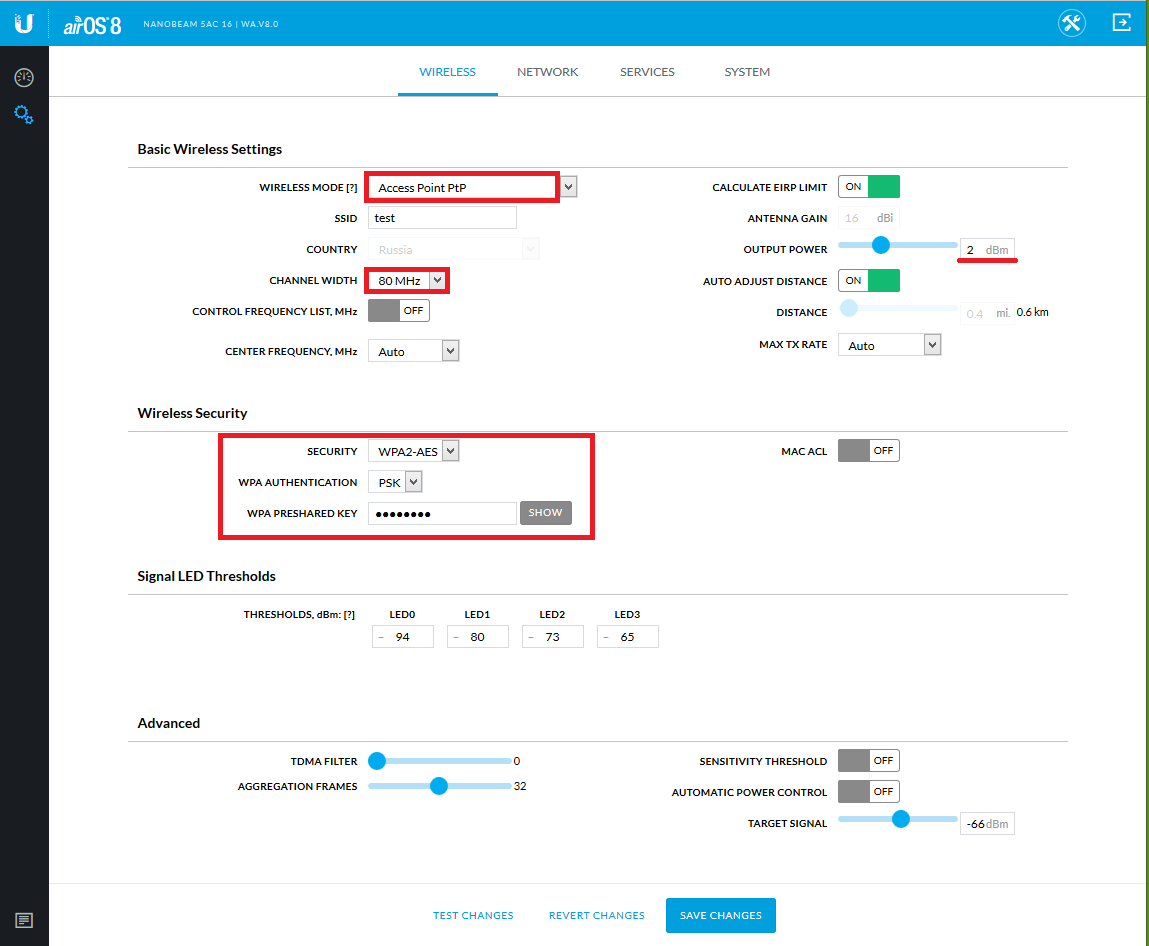 airOS 8 NANOBEAM 5AC 16 | WA.V8.0
WIRELESS NETWORK SERVICES SYSTEM
Basic Wireless Settings
WIRELESS MODE [?] Access Point PtP
SSID test
COUNTRY Russia
CHANNEL WIDTH 80 MHz
CONTROL FREQUENCY LIST, MHz OFF
CENTER FREQUENCY, MHz Auto
CALCULATE EIRP LIMIT ON
ANTENNA GAIN 16 dBi
OUTPUT POWER 2 dBm
AUTO ADJUST DISTANCE ON
DISTANCE 0.4 mi. 0.6 km
MAX TX RATE Auto
Wireless Security
SECURITY WPA2-AES
WPA AUTHENTICATION PSK
WPA PRESHARED KEY •••••••• SHOW
MAC ACL OFF
Signal LED Thresholds
THRESHOLDS, dBm: [?] LED0 LED1 LED2 LED3
- 94 - 80 - 73 - 65
Advanced
TDMA FILTER 0
AGGREGATION FRAMES 32
SENSITIVITY THRESHOLD OFF
AUTOMATIC POWER CONTROL OFF
TARGET SIGNAL -66 dBm
TEST CHANGES REVERT CHANGES SAVE CHANGES